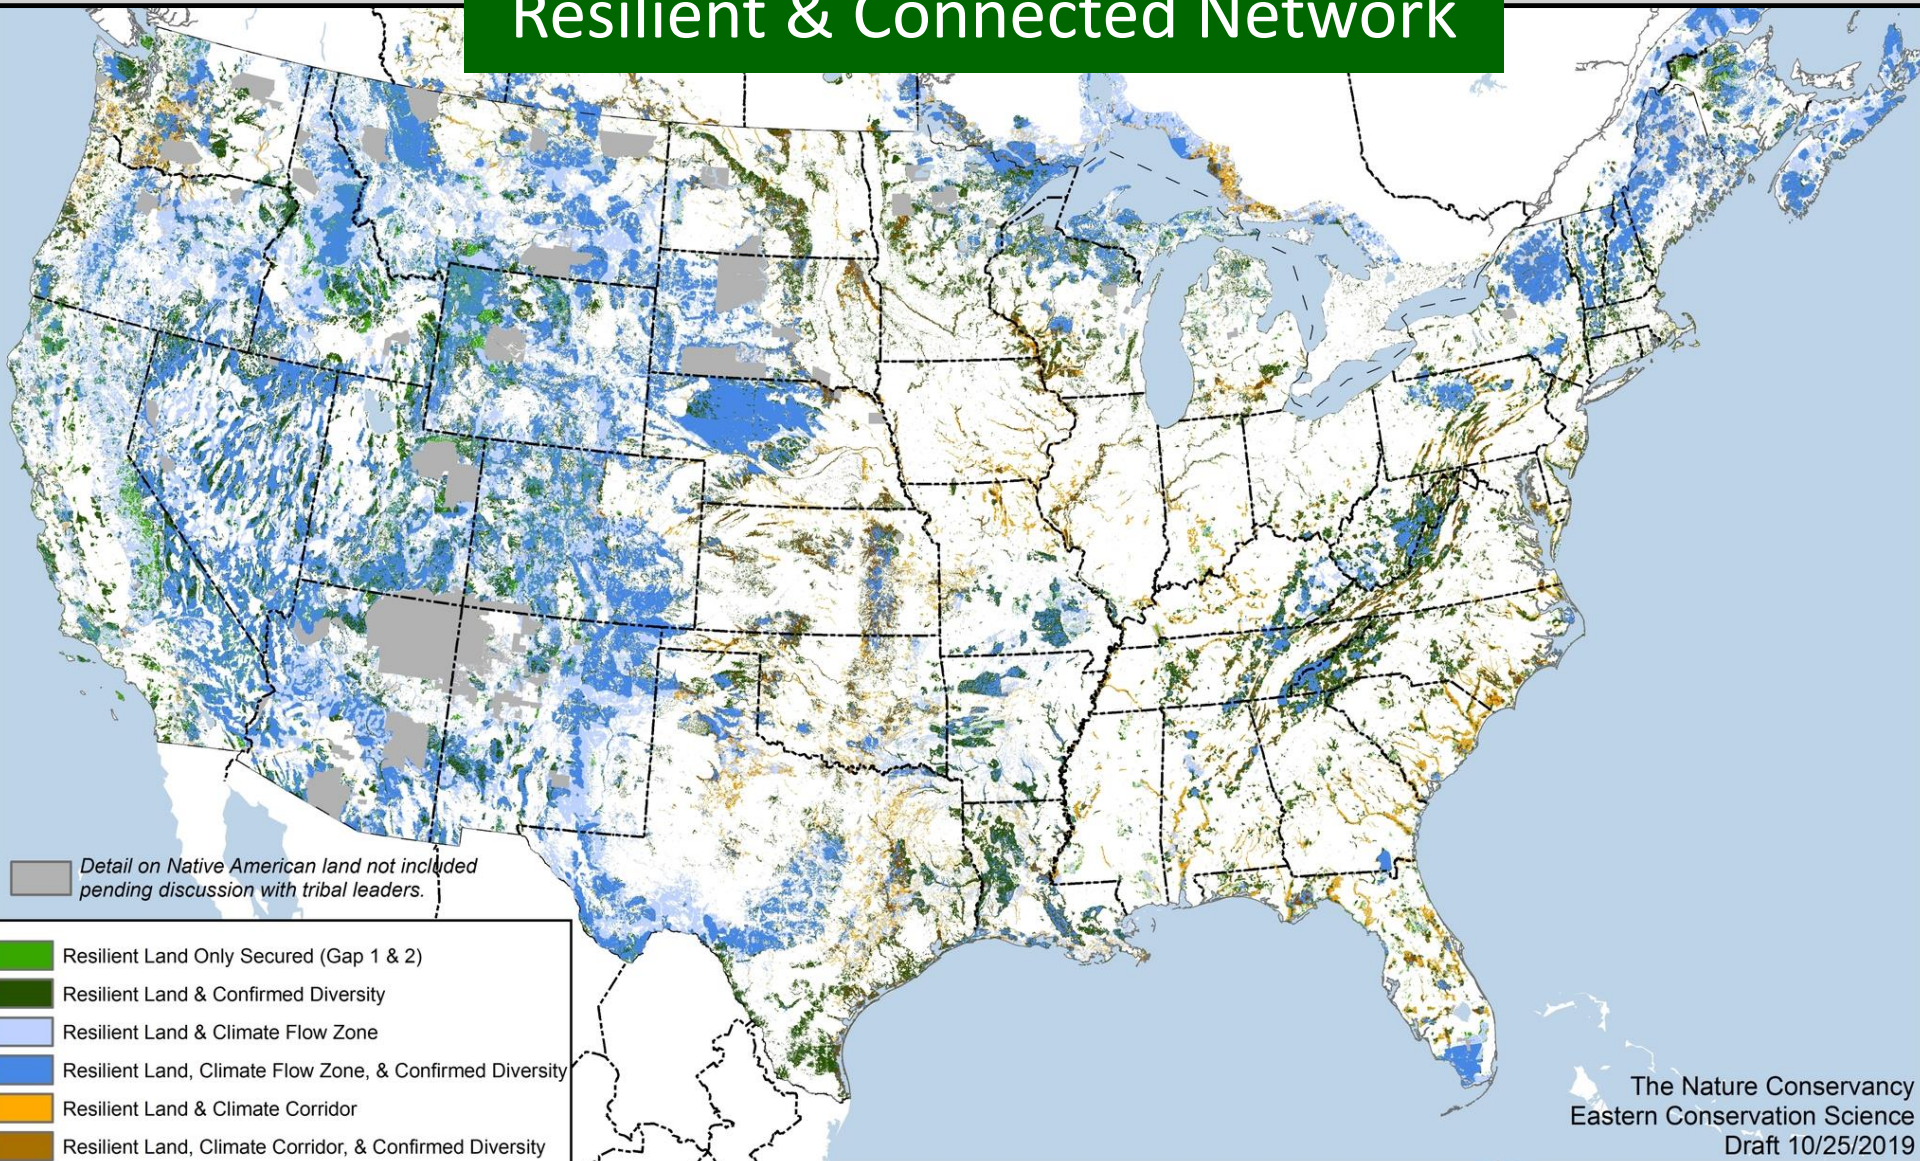 Resilient & Connected Network
Detail on Native American land not included
pending discussion with tribal leaders.
Resilient Land Only Secured (Gap 1 & 2)
Resilient Land & Confirmed Diversity
Resilient Land & Climate Flow Zone
Resilient Land, Climate Flow Zone, & Confirmed Diversity
Resilient Land & Climate Corridor
Resilient Land, Climate Corridor, & Confirmed Diversity
The Nature Conservancy
Eastern Conservation Science
Draft 10/25/2019